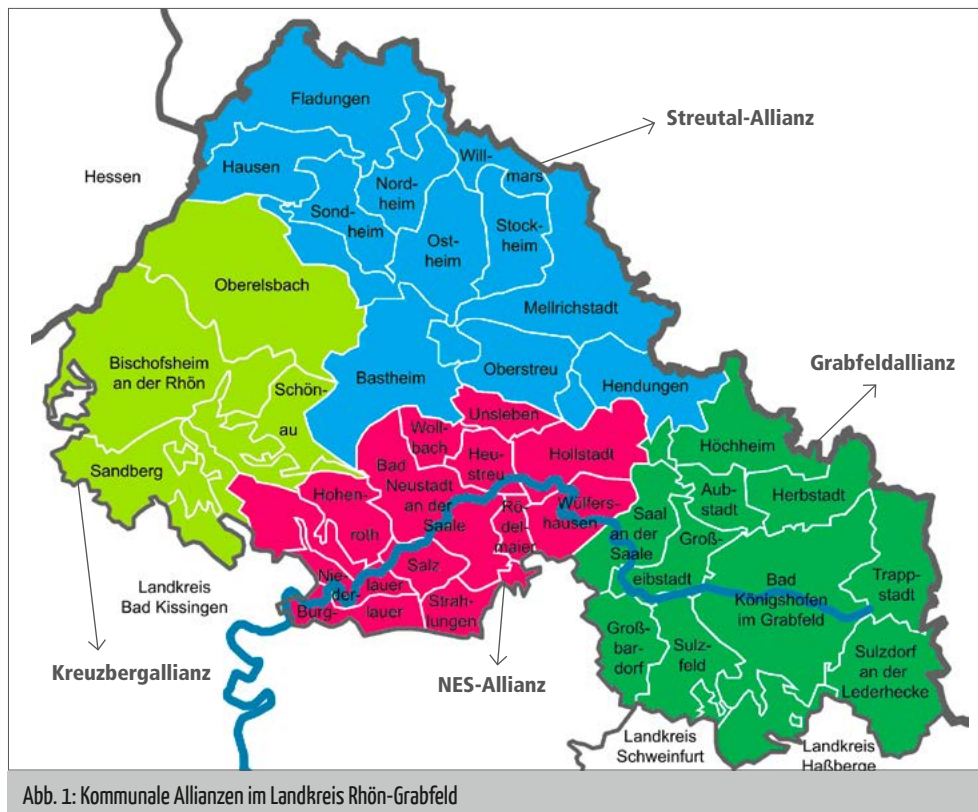 Fladungen
Streutal-Allianz
Will-
mars
Hessen
Hausen
Nord-
heim
Sond-
heim
Stock-
heim
Ost-
heim
Oberelsbach
Mellrichstadt
Bischofsheim
an der Rhön
Schön-
au
Bastheim
Oberstreu
Hendungen
Grabfeldallianz
Unsleben
Woll-
bach
Höchheim
Sandberg
Bad
Neustadt
an der
Saale
Heu-
streu
Hollstadt
Aub-
stadt
Herbstadt
Hohen-
roth
Rö-
del-
maier
Wülfers-
hausen
Saal
an der
Saale
Groß-
eibstadt
Landkreis
Bad Kissingen
Nie-
der-
lauer
Salz
Bad
Königshofen
im Grabfeld
Trapp-
stadt
Burg-
lauer
Strah-
lungen
Groß-
bar-
dorf
Sulz-
feld
Sulzdorf
an der
Lederhecke
Kreuzbergallianz
NES-Allianz
Landkreis
Schweinfurt
Landkreis
Haßberge
Abb. 1: Kommunale Allianzen im Landkreis Rhön-Grabfeld